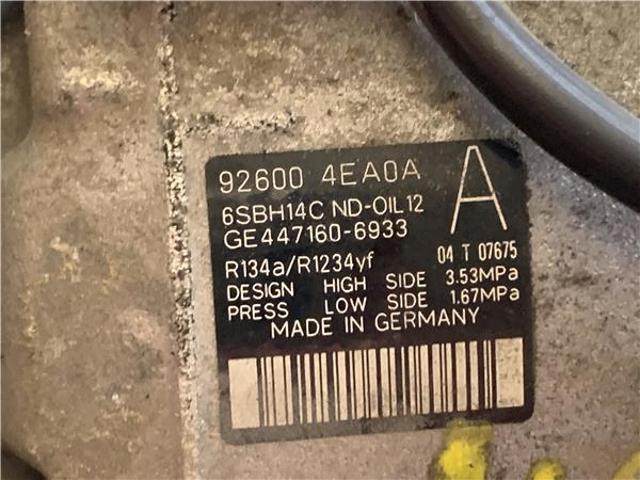 92600 4EA0A A
6SBH14C ND-OIL12
GE447160-6933
04 T 07675
R134a/R1234yf
DESIGN HIGH SIDE 3.53MPa
PRESS LOW SIDE 1.67MPa
MADE IN GERMANY